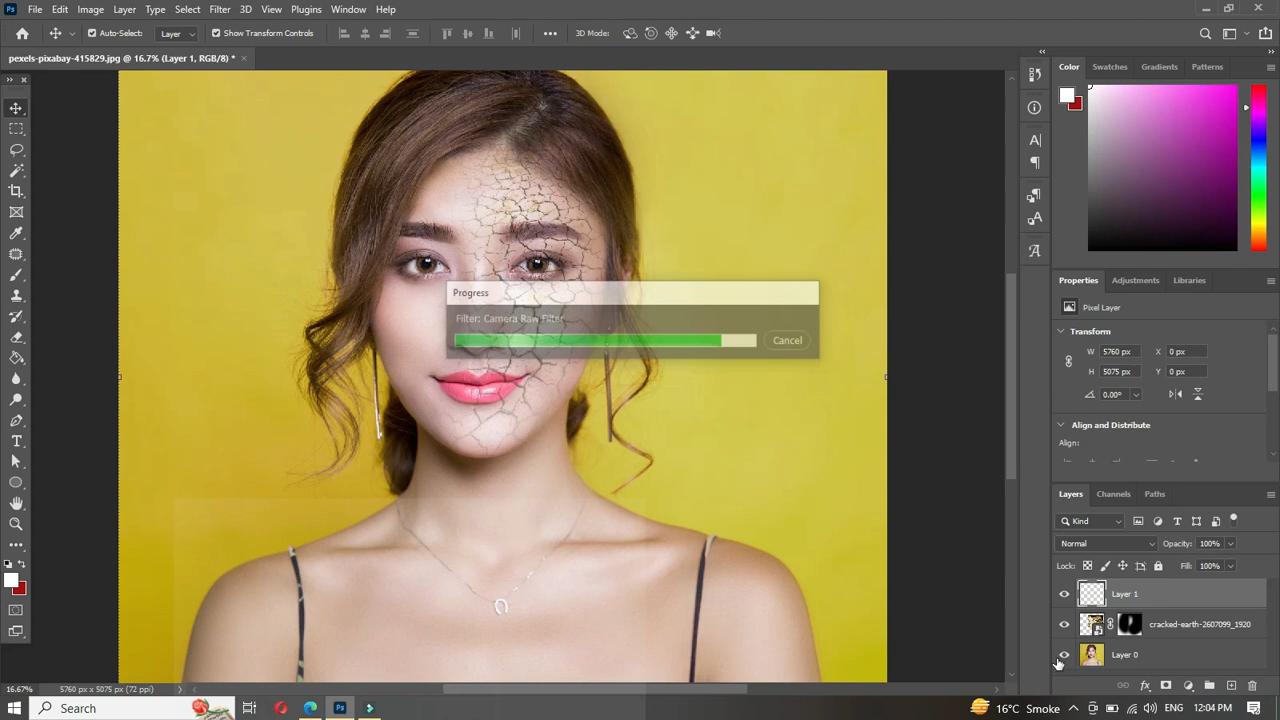 Ps File Edit Image Layer Type Select Filter 3D View Plugins Window Help
Auto-Select: Layer Show Transform Controls 3D Mode:
pexels-pixabay-415829.jpg @ 16.7% (Layer 1, RGB/8) *
Color Swatches Gradients Patterns
Progress
Filter: Camera Raw Filter
Cancel
Properties Adjustments Libraries
Pixel Layer
Transform
W 5760 px X 0 px
H 5075 px Y 0 px
0.00°
Align and Distribute
Align:
Layers Channels Paths
Kind
Normal Opacity: 100%
Lock: Fill: 100%
Layer 1
cracked-earth-2607099_1920
Layer 0
16.67% 5760 px x 5075 px (72 ppi)
Search
Ps
16°C Smoke ENG 12:04 PM